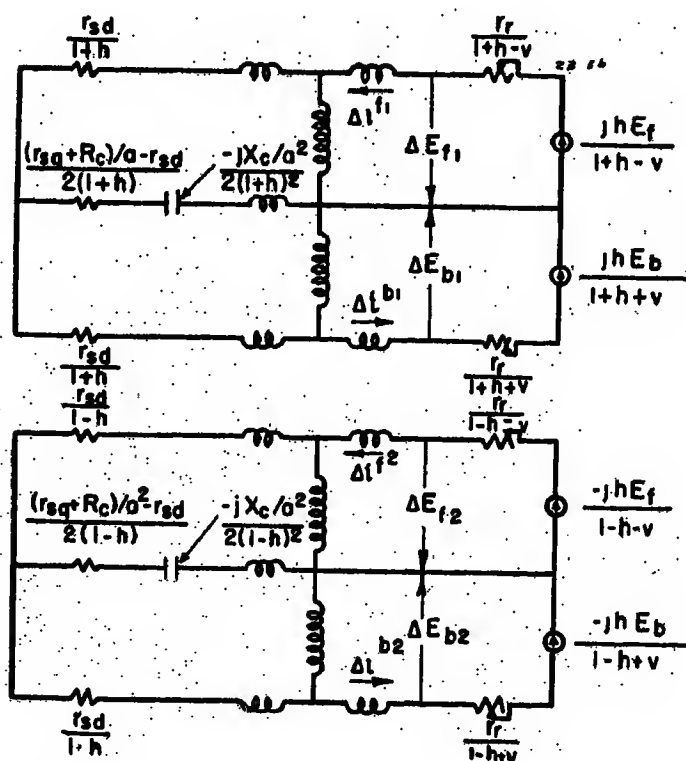 r_sd/(1+h)
r_r/(1+h-v)
Δi^f1
ΔE_f1
jhE_f/(1+h-v)
((r_sq+R_c)/a-r_sd)/(2(1+h))
(-jX_c/a²)/(2(1+h)²)
ΔE_b1
jhE_b/(1+h+v)
Δi^b1
r_sd/(1+h)
r_r/(1+h+v)
r_sd/(1-h)
r_r/(1-h-v)
Δi^f2
ΔE_f2
-jhE_f/(1-h-v)
((r_sq+R_c)/a²-r_sd)/(2(1-h))
(-jX_c/a²)/(2(1-h)²)
ΔE_b2
-jhE_b/(1-h+v)
Δi^b2
r_sd/(1-h)
r_r/(1-h+v)